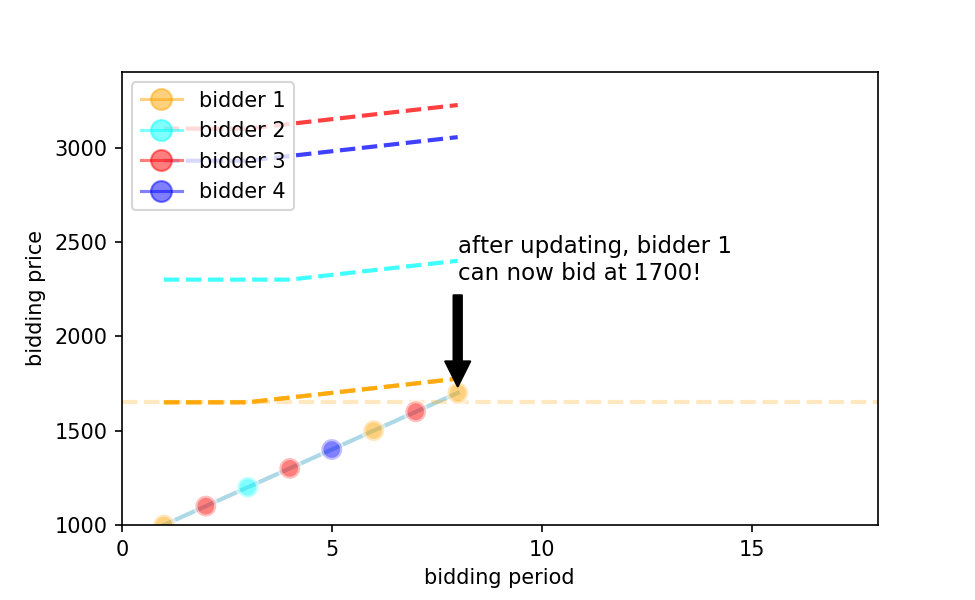 bidder 1
bidder 2
bidder 3
bidder 4
after updating, bidder 1
can now bid at 1700!
bidding price
3000
2500
2000
1500
1000
0
5
10
15
bidding period